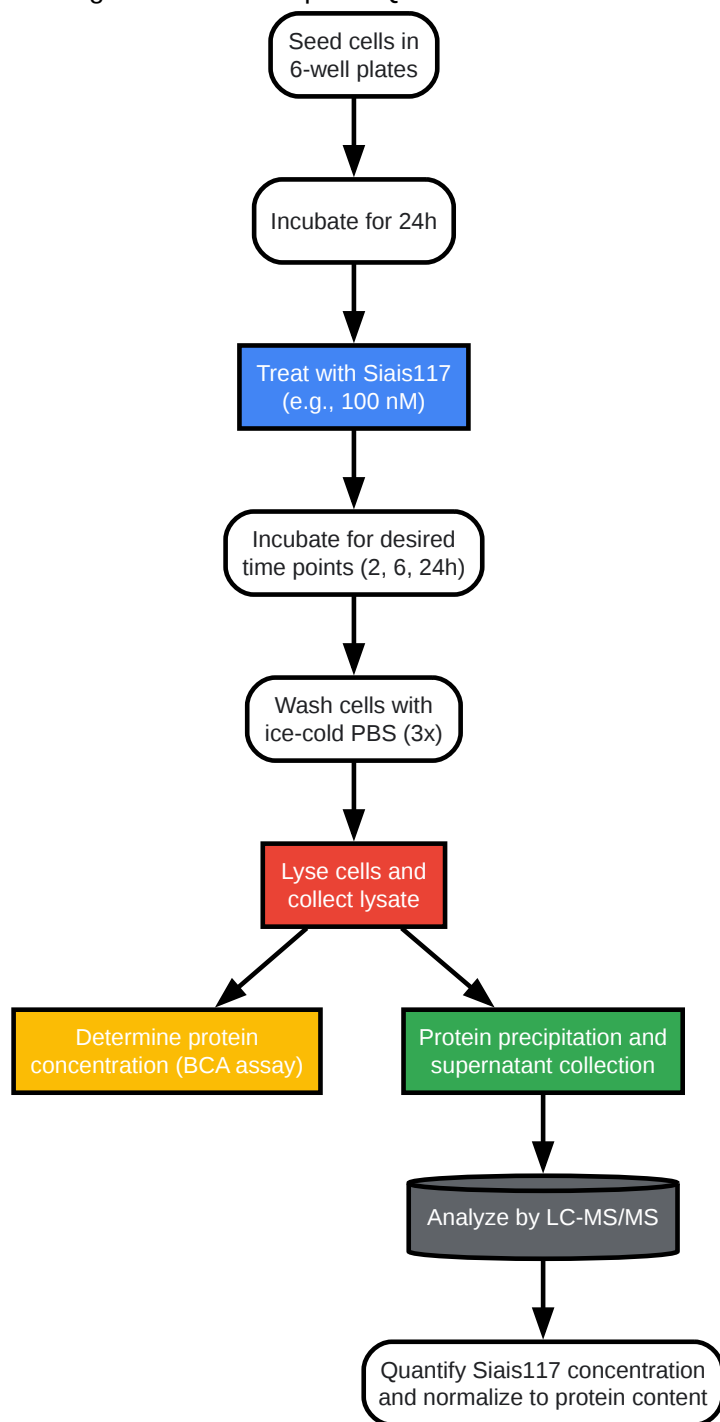 Seed cells in
6-well plates
Incubate for 24h
Treat with Siais117
(e.g., 100 nM)
Incubate for desired
time points (2, 6, 24h)
Wash cells with
ice-cold PBS (3x)
Lyse cells and
collect lysate
Determine protein
concentration (BCA assay)
Protein precipitation and
supernatant collection
Analyze by LC-MS/MS
Quantify Siais117 concentration
and normalize to protein content